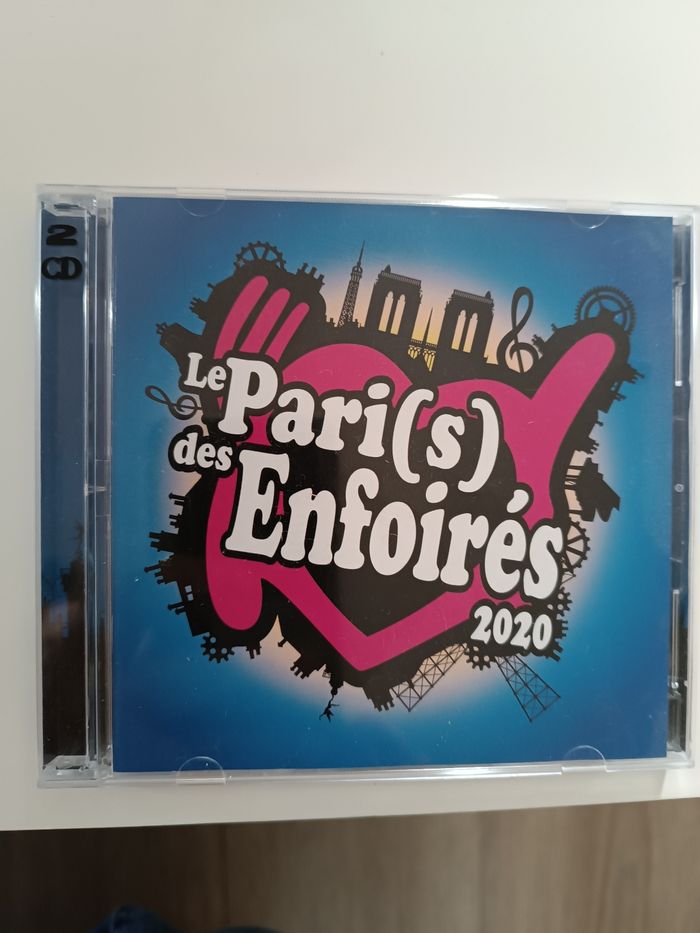 2
CD
Le Pari(s)
des Enfoirés
2020